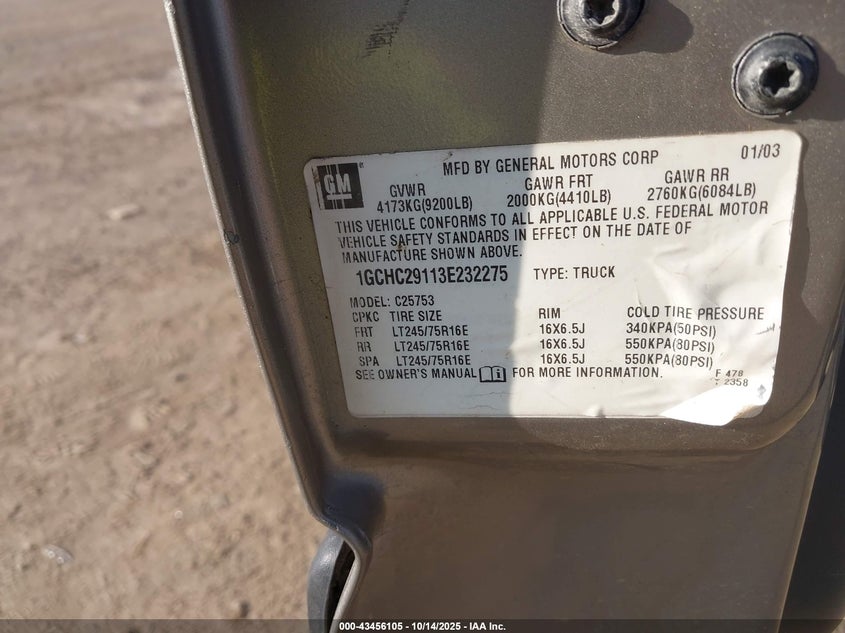 GM
MFD BY GENERAL MOTORS CORP 01/03
GVWR GAWR FRT GAWR RR
4173KG(9200LB) 2000KG(4410LB) 2760KG(6084LB)
THIS VEHICLE CONFORMS TO ALL APPLICABLE U.S. FEDERAL MOTOR
VEHICLE SAFETY STANDARDS IN EFFECT ON THE DATE OF
MANUFACTURE SHOWN ABOVE.
1GCHC29113E232275 TYPE: TRUCK
MODEL: C25753
CPKC TIRE SIZE RIM COLD TIRE PRESSURE
FRT LT245/75R16E 16X6.5J 340KPA(50PSI)
RR LT245/75R16E 16X6.5J 550KPA(80PSI)
SPA LT245/75R16E 16X6.5J 550KPA(80PSI)
SEE OWNER'S MANUAL FOR MORE INFORMATION.
F 478
T 2358
000-43456105 - 10/14/2025 - IAA Inc.